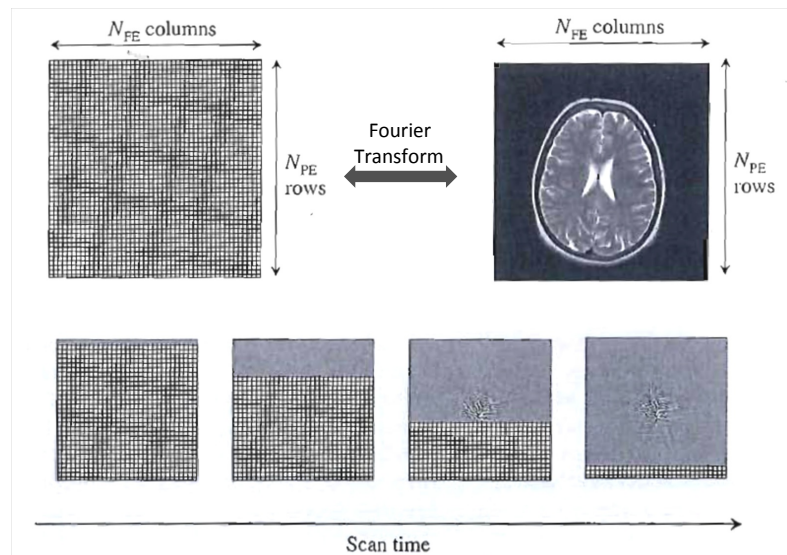 N_FE columns
N_FE columns
N_PE
rows
Fourier
Transform
N_PE
rows
Scan time